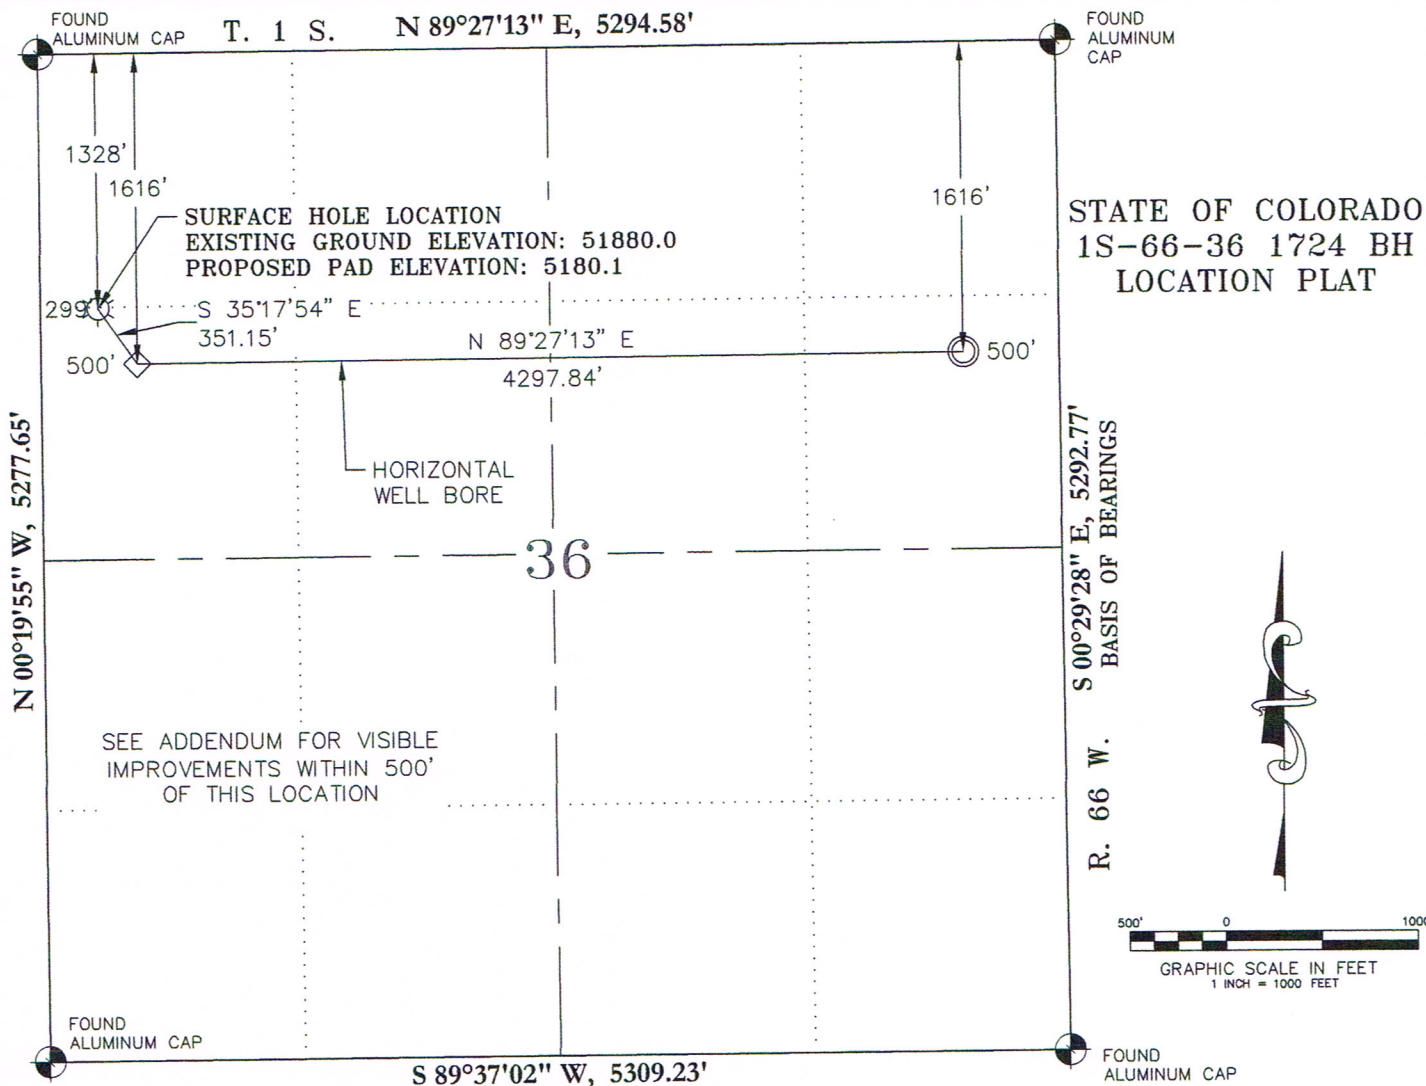 FOUND
ALUMINUM CAP
T. 1 S.
N 89°27'13" E, 5294.58'
FOUND
ALUMINUM
CAP
1328'
1616'
1616'
SURFACE HOLE LOCATION
EXISTING GROUND ELEVATION: 51880.0
PROPOSED PAD ELEVATION: 5180.1
STATE OF COLORADO
1S-66-36 1724 BH
LOCATION PLAT
299'
S 35°17'54" E
351.15'
500'
N 89°27'13" E
4297.84'
500'
HORIZONTAL
WELL BORE
N 00°19'55" W, 5277.65'
S 00°29'28" E, 5292.77'
BASIS OF BEARINGS
36
R. 66 W.
SEE ADDENDUM FOR VISIBLE
IMPROVEMENTS WITHIN 500'
OF THIS LOCATION
500'
0
1000
GRAPHIC SCALE IN FEET
1 INCH = 1000 FEET
FOUND
ALUMINUM CAP
S 89°37'02" W, 5309.23'
FOUND
ALUMINUM CAP